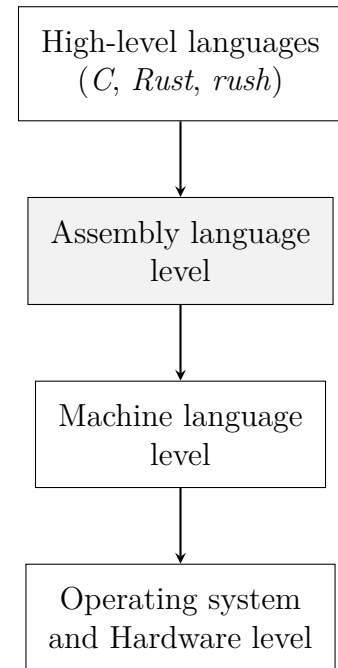 High-level languages
(C, Rust, rush)
Assembly language
level
Machine language
level
Operating system
and Hardware level